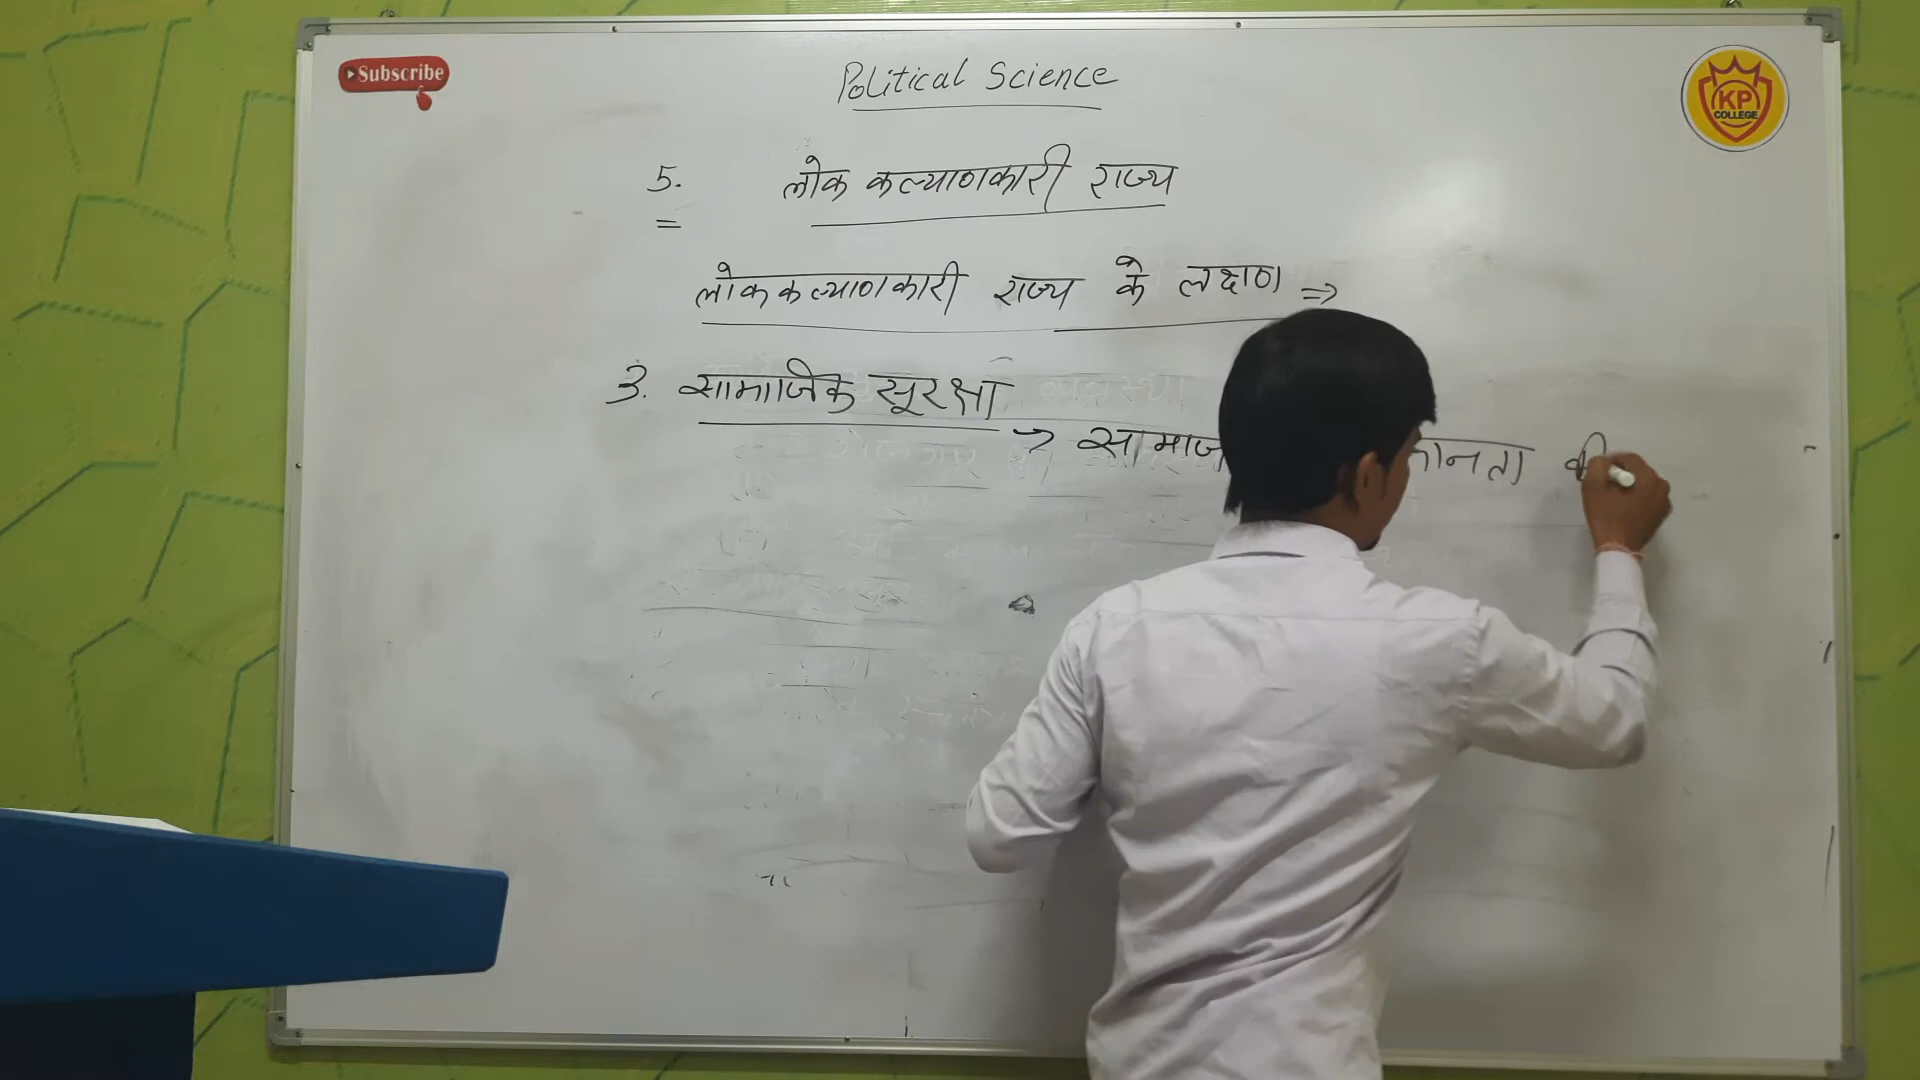 Subscribe
Political Science
KP
COLLEGE
5. लोक कल्याणकारी राज्य
लोककल्याणकारी राज्य के लक्षण ⇒
3. सामाजिक सूरक्षा
→ सामाज ानता की